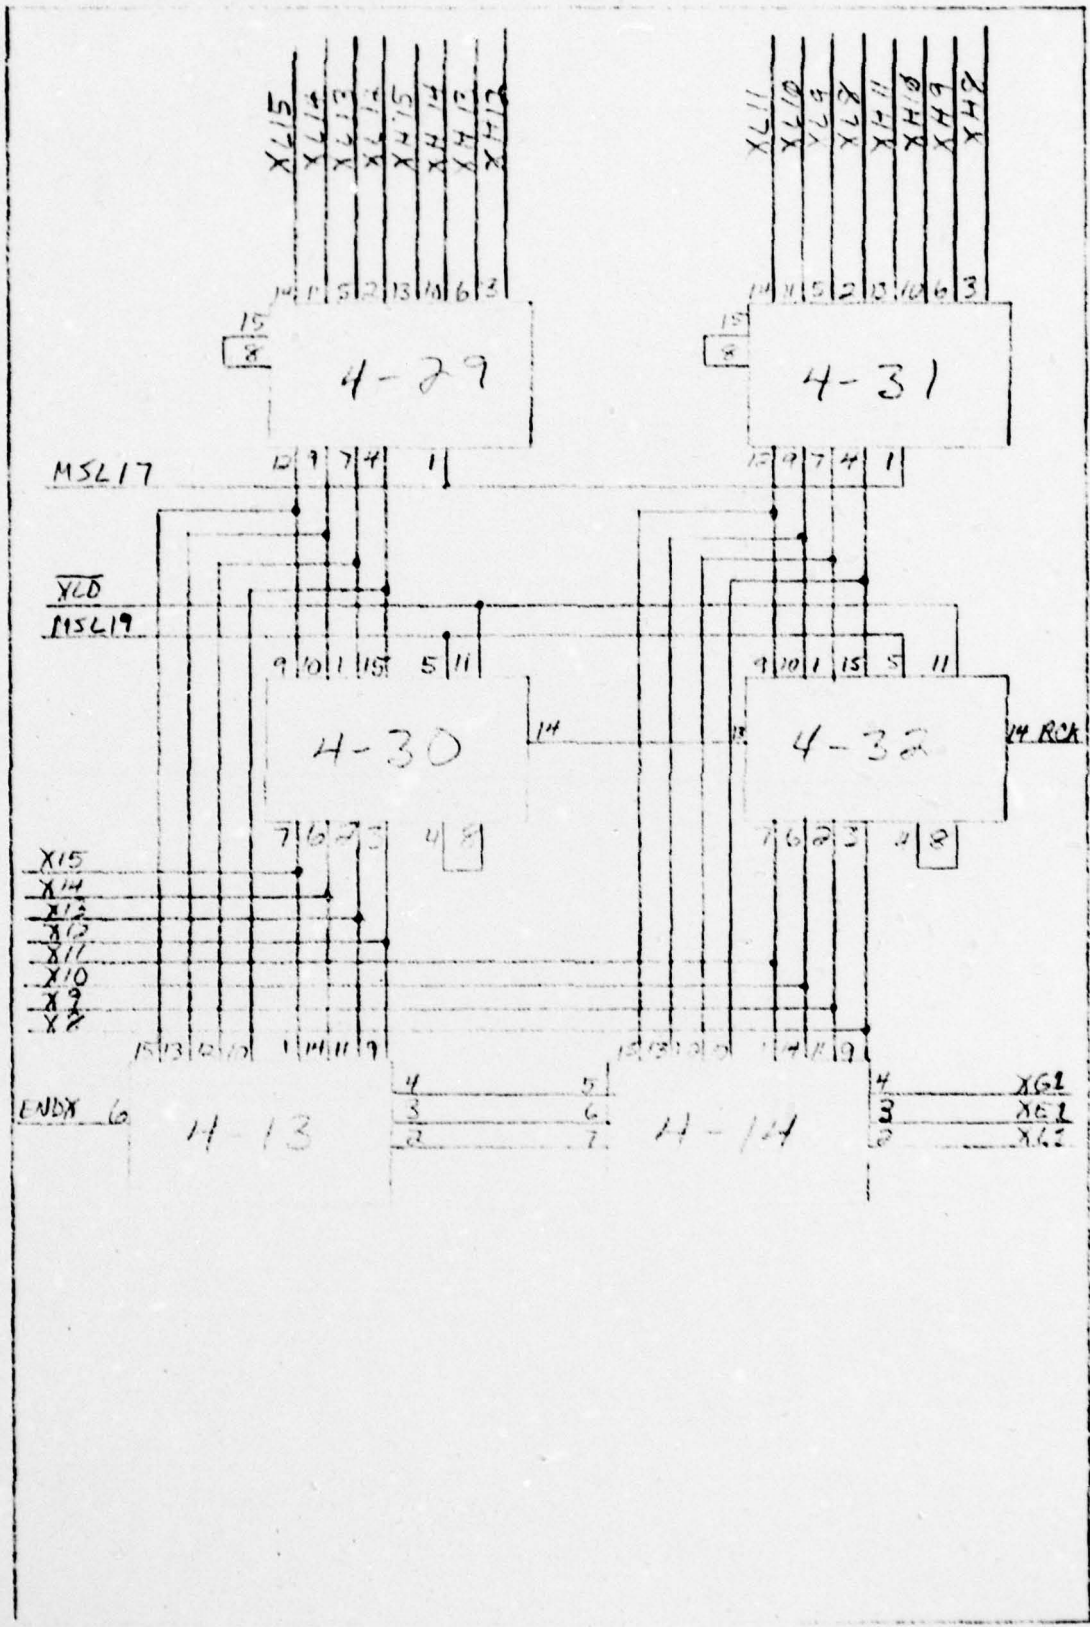 XL15 XL14 XL13 XL12 XH15 XH14 XH13 XH12 XL11 XL10 XL9 XL8 XH11 XH10 XH9 XH8
14 11 5 2 13 10 6 3 14 11 5 2 13 10 6 3
15 15
8 8
4-29 4-31
12 9 7 4 1 12 9 7 4 1
MSL17
XLD
MSL19
9 10 1 15 5 11 9 10 1 15 5 11
4-30 14 13 4-32 14 RCK
7 6 2 3 4 8 7 6 2 3 4 8
X15
X14
X13
X12
X11
X10
X9
X8
15 13 12 10 1 14 11 9 15 13 12 10 1 14 11 9
4 5 4 XG1
ENDX 6 4-13 3 6 4-14 3 XE1
2 7 2 XL1